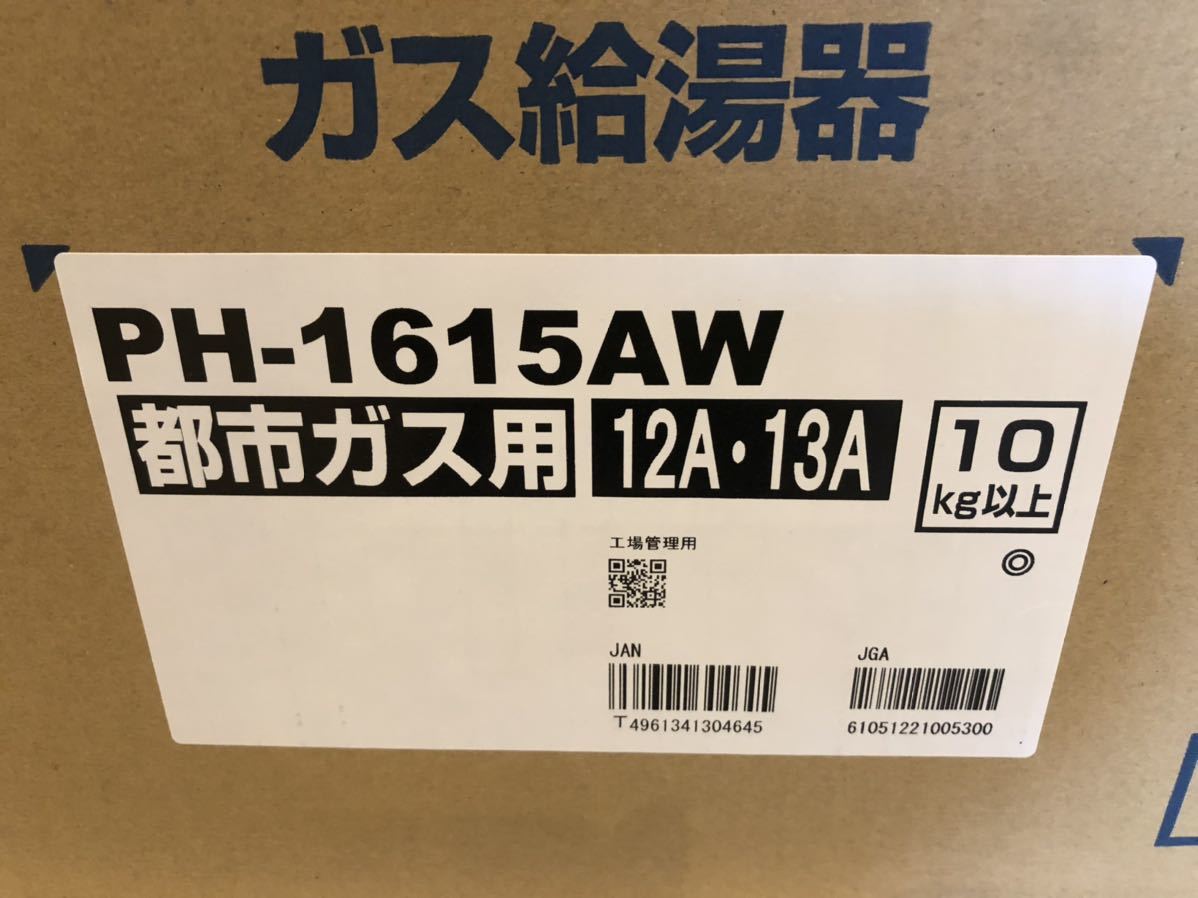 ガス給湯器
PH-1615AW
都市ガス用 12A・13A
10
kg以上
工場管理用
◎
JAN
T4961341304645
JGA
61051221005300